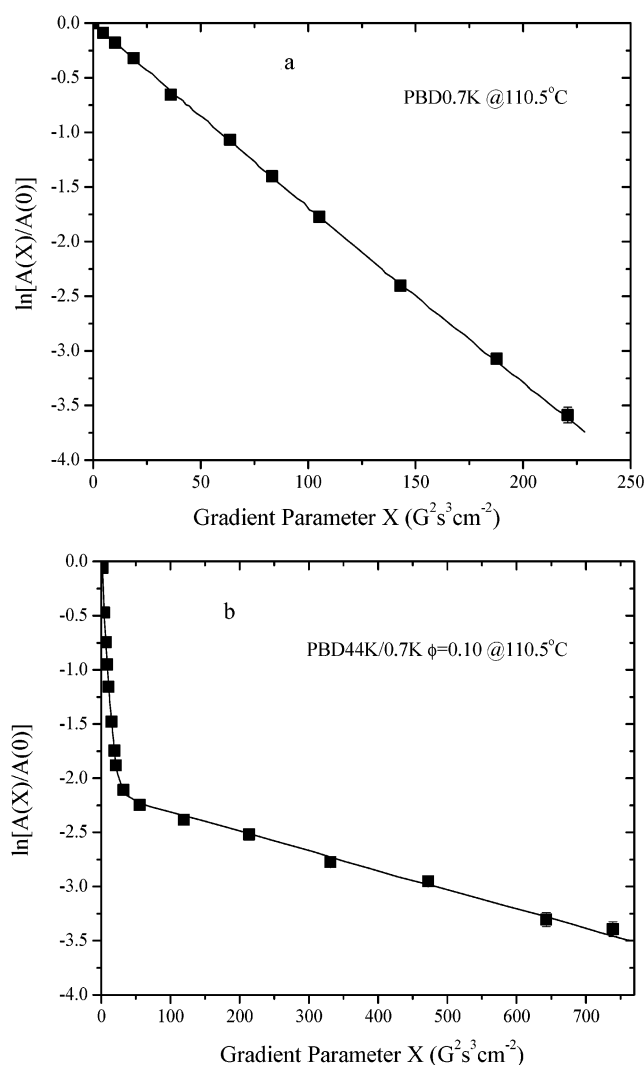 0.0
-0.5
-1.0
-1.5
-2.0
-2.5
-3.0
-3.5
-4.0
ln[A(X)/A(0)]
a
PBD0.7K @110.5°C
0 50 100 150 200 250
Gradient Parameter X (G²s³cm⁻²)
0.0
-0.5
-1.0
-1.5
-2.0
-2.5
-3.0
-3.5
-4.0
ln[A(X)/A(0)]
b
PBD44K/0.7K ϕ=0.10 @110.5°C
0 100 200 300 400 500 600 700
Gradient Parameter X (G²s³cm⁻²)